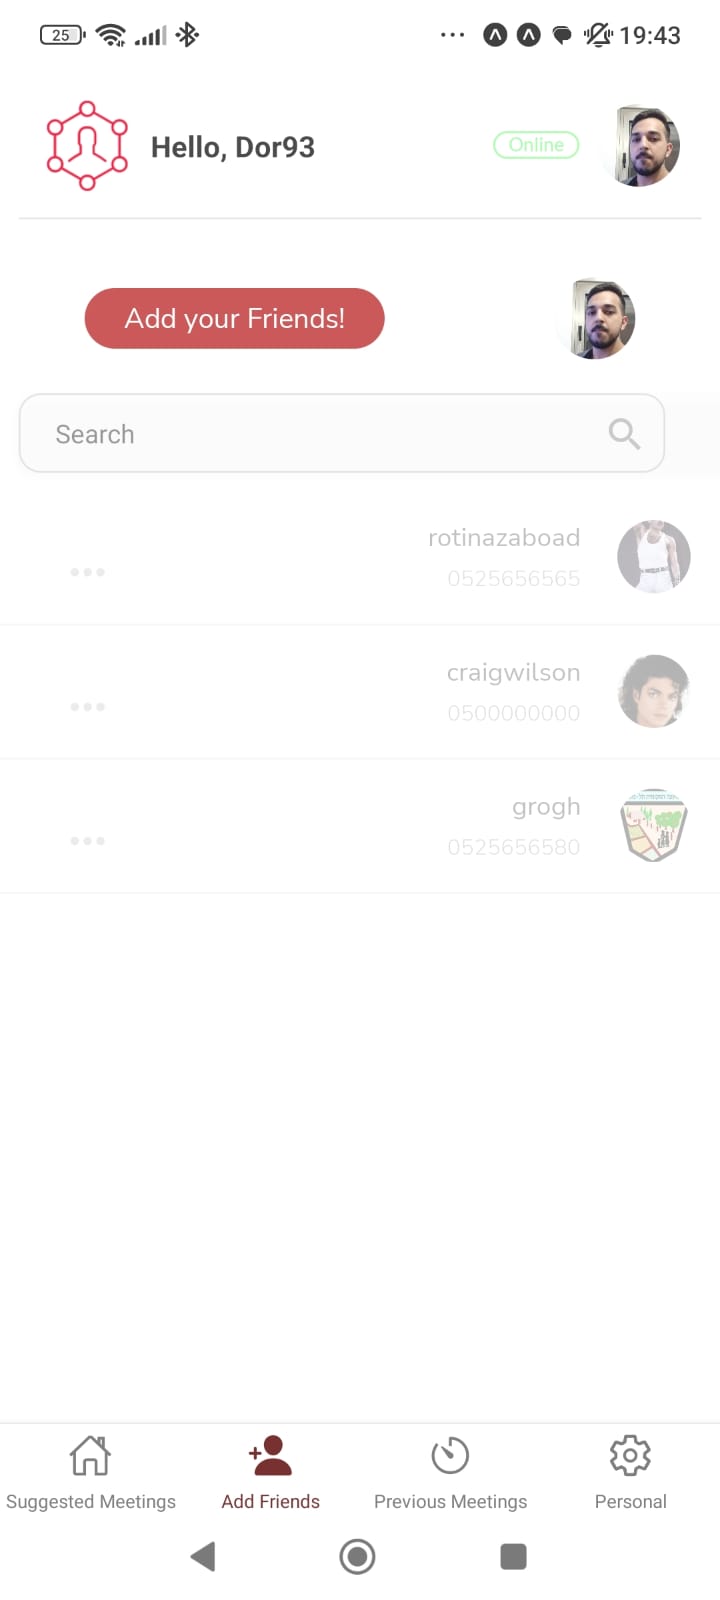 25 19:43
Hello, Dor93
Online
Add your Friends!
Search
rotinazaboad
0525656565
craigwilson
0500000000
grogh
0525656580
Suggested Meetings
Add Friends
Previous Meetings
Personal